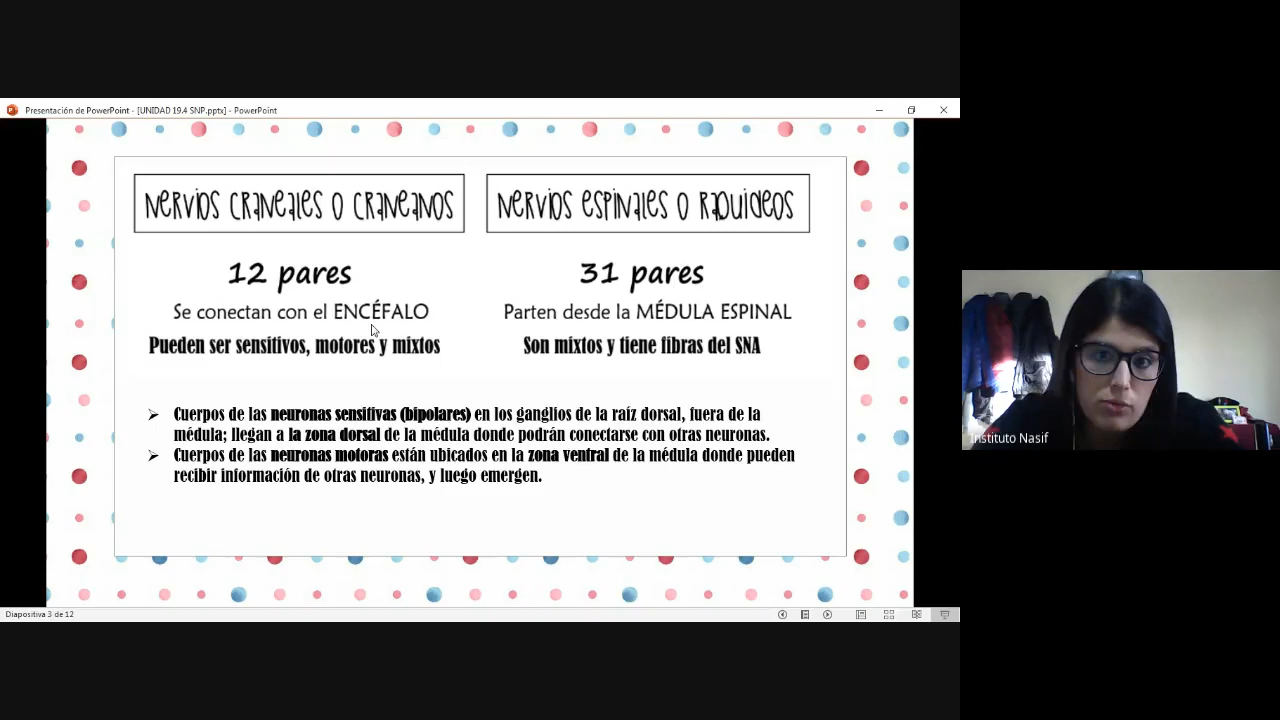 Presentación de PowerPoint - [UNIDAD 19.4 SNP.pptx] - PowerPoint
NERVIOS CRANEALES O CRANEANOS
NERVIOS ESPINALES O RAQUIDEOS
12 pares
31 pares
Se conectan con el ENCÉFALO
Parten desde la MÉDULA ESPINAL
Pueden ser sensitivos, motores y mixtos
Son mixtos y tiene fibras del SNA
Cuerpos de las neuronas sensitivas (bipolares) en los ganglios de la raíz dorsal, fuera de la
médula; llegan a la zona dorsal de la médula donde podrán conectarse con otras neuronas.
Cuerpos de las neuronas motoras están ubicados en la zona ventral de la médula donde pueden
recibir información de otras neuronas, y luego emergen.
Instituto Nasif
Diapositiva 3 de 12